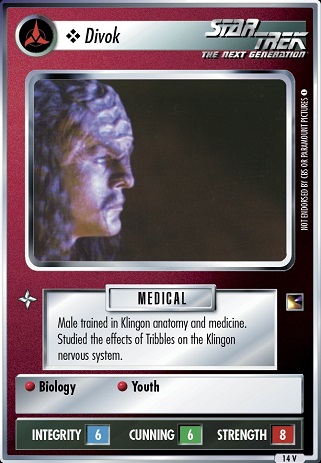 ❖ Divok
STAR TREK
THE NEXT GENERATION
NOT ENDORSED BY CBS OR PARAMOUNT PICTURES
MEDICAL
Male trained in Klingon anatomy and medicine.
Studied the effects of Tribbles on the Klingon
nervous system.
Biology Youth
INTEGRITY 6 CUNNING 6 STRENGTH 8
14 V